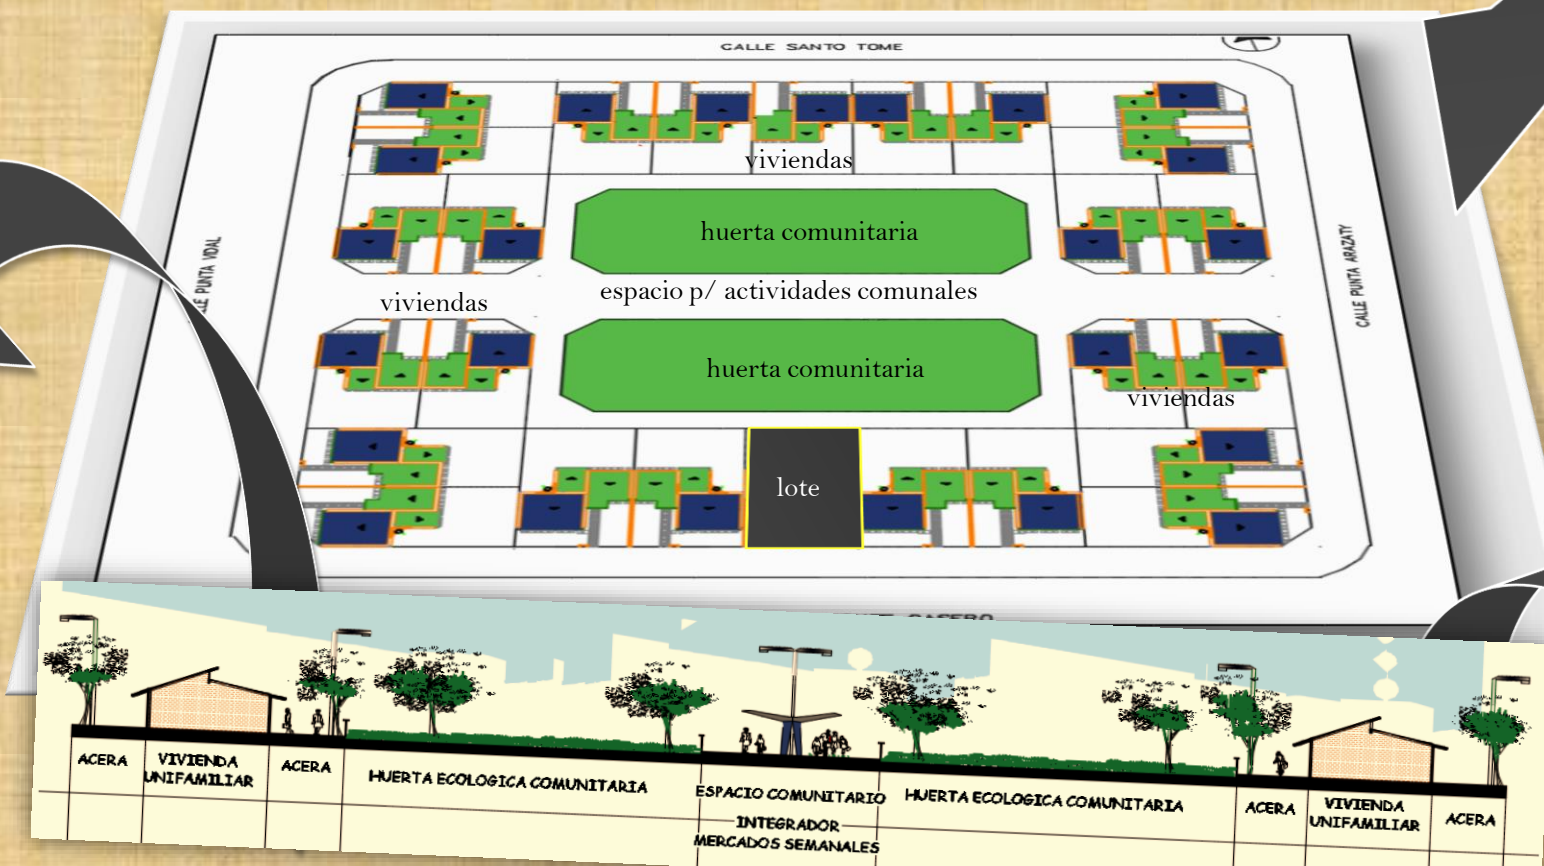 CALLE SANTO TOME
viviendas
huerta comunitaria
PUNTA VIDAL
CALLE PUNTA ARAZATY
espacio p/ actividades comunales
viviendas
huerta comunitaria
viviendas
lote
ACERA
VIVIENDA
UNIFAMILIAR
ACERA
HUERTA ECOLOGICA COMUNITARIA
ESPACIO COMUNITARIO
INTEGRADOR
MERCADOS SEMANALES
HUERTA ECOLOGICA COMUNITARIA
ACERA
VIVIENDA
UNIFAMILIAR
ACERA